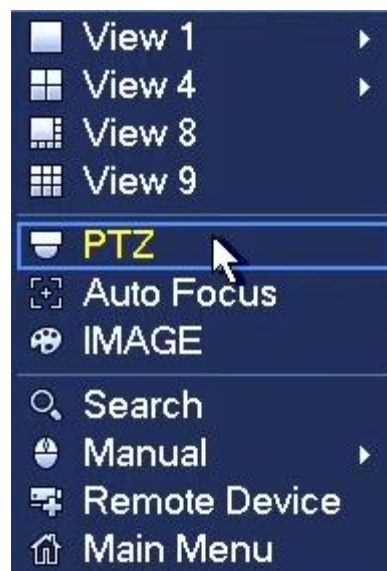 View 1
View 4
View 8
View 9
PTZ
Auto Focus
IMAGE
Search
Manual
Remote Device
Main Menu